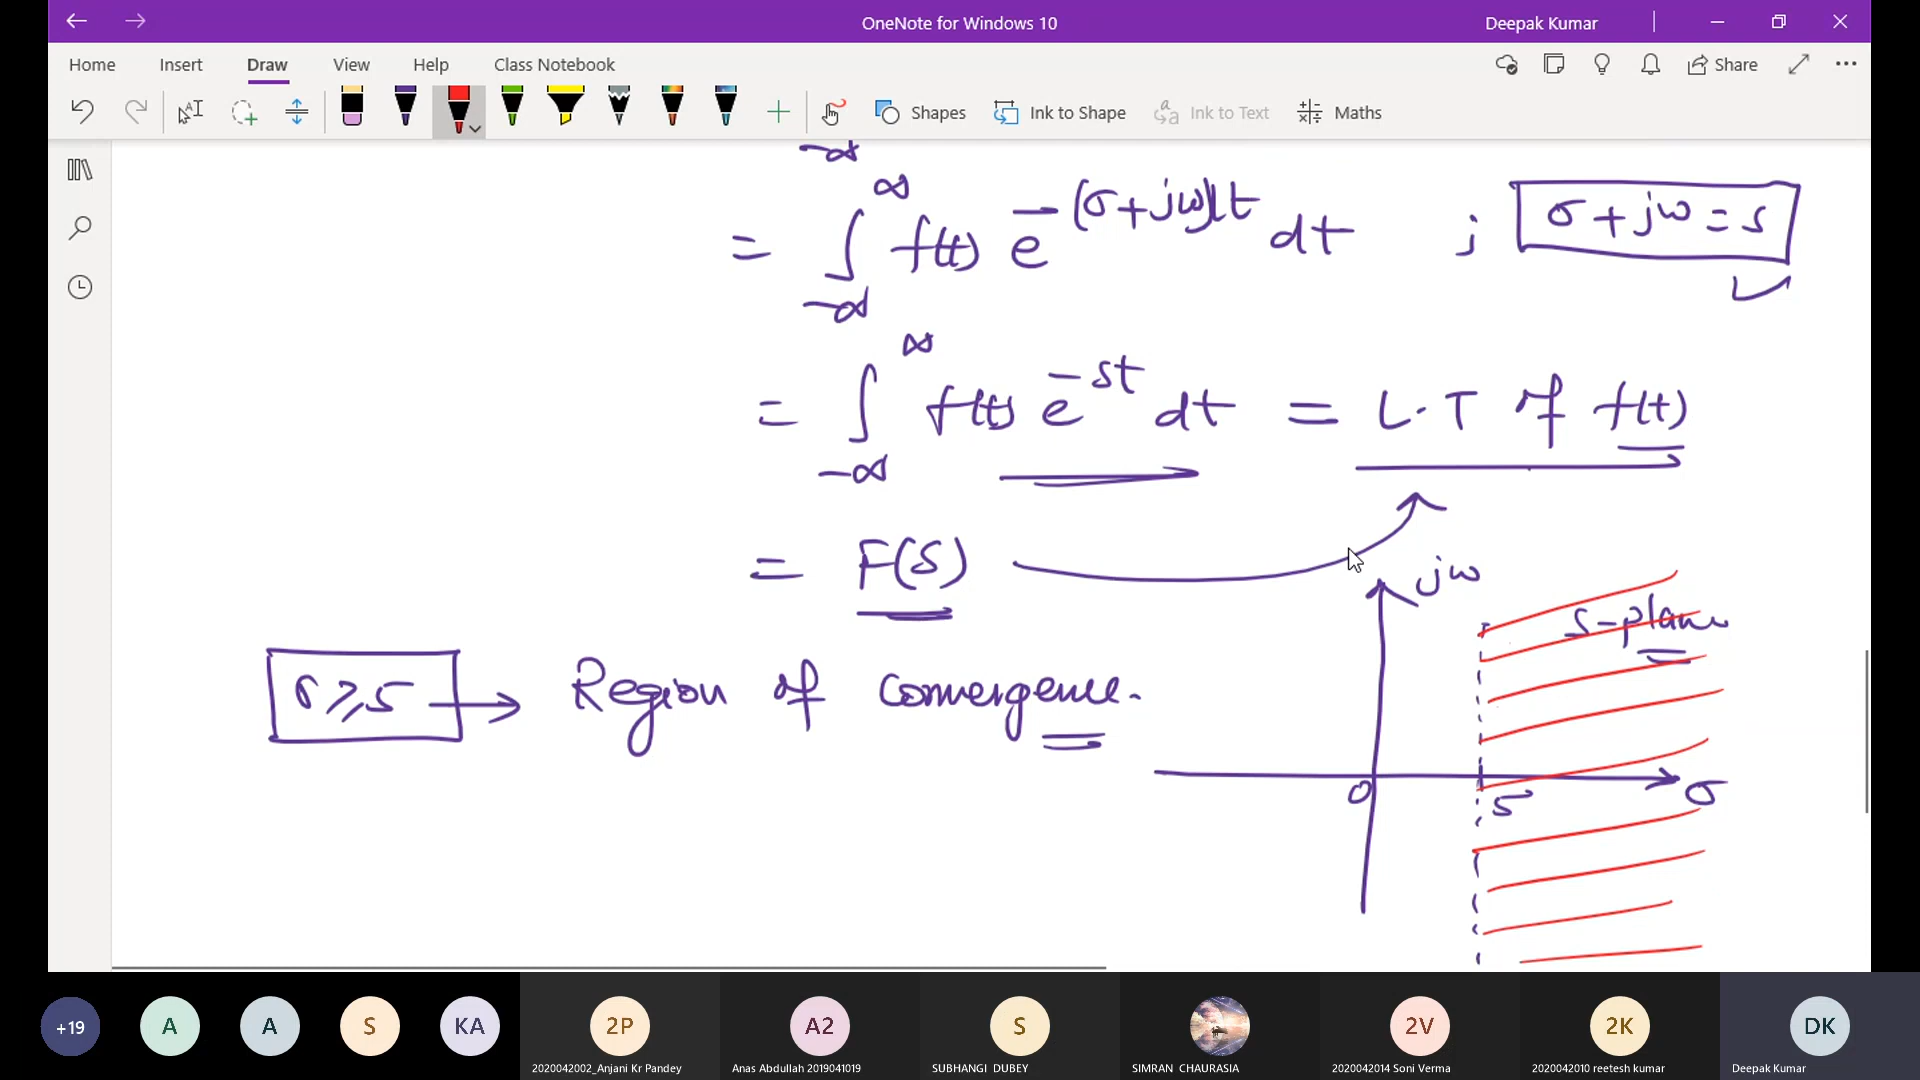 OneNote for Windows 10
Deepak Kumar
Home Insert Draw View Help Class Notebook
Share
Shapes Ink to Shape Ink to Text Maths
-∞
= ∫_{-∞}^{∞} f(t) e^{-(σ+jω)t} dt ; σ+jω=s
= ∫_{-∞}^{∞} f(t) e^{-st} dt = L.T of f(t)
= F(S)
jω
s-plane
σ⩾5 → Region of convergence.
0 5 σ
+19 A A S KA 2P A2 S 2V 2K DK
2020042002_Anjani Kr Pandey
Anas Abdullah 2019041019
SUBHANGI DUBEY
SIMRAN CHAURASIA
2020042014 Soni Verma
2020042010 reetesh kumar
Deepak Kumar